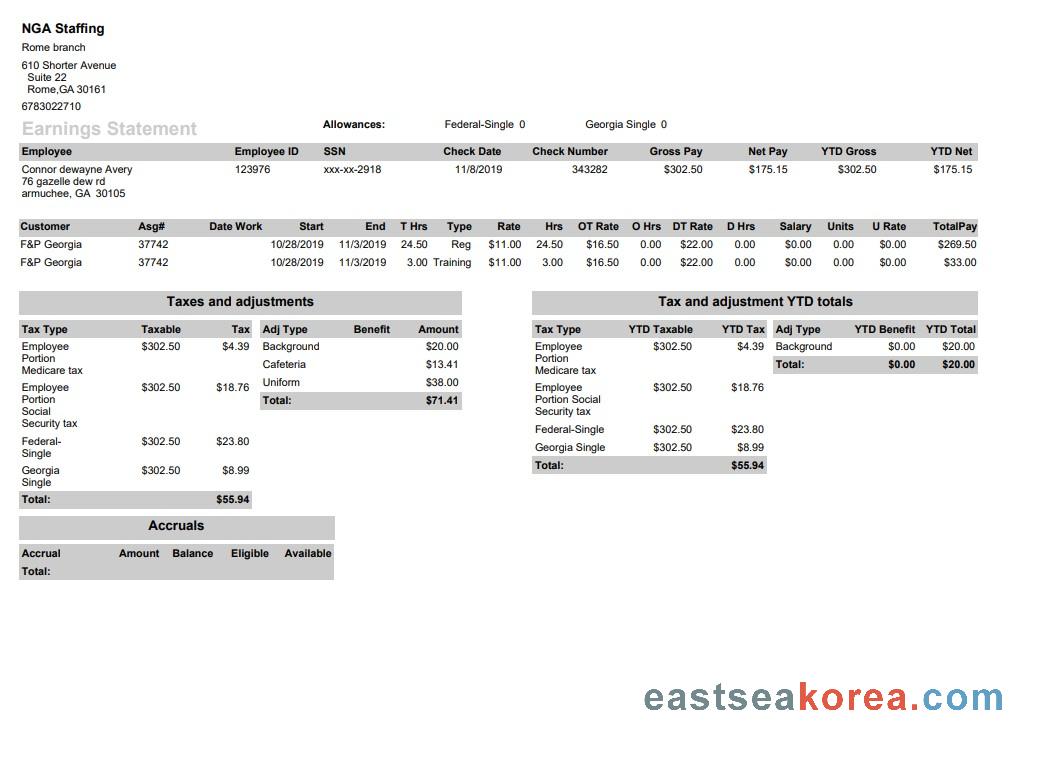 NGA Staffing
Rome branch
610 Shorter Avenue
Suite 22
Rome,GA 30161
6783022710
Earnings Statement Allowances: Federal-Single 0 Georgia Single 0
Employee Employee ID SSN Check Date Check Number Gross Pay Net Pay YTD Gross YTD Net
Connor dewayne Avery 123976 xxx-xx-2918 11/8/2019 343282 $302.50 $175.15 $302.50 $175.15
76 gazelle dew rd
armuchee, GA 30105
Customer Asg# Date Work Start End T Hrs Type Rate Hrs OT Rate O Hrs DT Rate D Hrs Salary Units U Rate TotalPay
F&P Georgia 37742 10/28/2019 11/3/2019 24.50 Reg $11.00 24.50 $16.50 0.00 $22.00 0.00 $0.00 0.00 $0.00 $269.50
F&P Georgia 37742 10/28/2019 11/3/2019 3.00 Training $11.00 3.00 $16.50 0.00 $22.00 0.00 $0.00 0.00 $0.00 $33.00
Taxes and adjustments
Tax Type Taxable Tax
Employee $302.50 $4.39
Portion
Medicare tax
Employee $302.50 $18.76
Portion
Social
Security tax
Federal- $302.50 $23.80
Single
Georgia $302.50 $8.99
Single
Total: $55.94
Adj Type Benefit Amount
Background $20.00
Cafeteria $13.41
Uniform $38.00
Total: $71.41
Tax and adjustment YTD totals
Tax Type YTD Taxable YTD Tax
Employee $302.50 $4.39
Portion
Medicare tax
Employee $302.50 $18.76
Portion Social
Security tax
Federal-Single $302.50 $23.80
Georgia Single $302.50 $8.99
Total: $55.94
Adj Type YTD Benefit YTD Total
Background $0.00 $20.00
Total: $0.00 $20.00
Accruals
Accrual Amount Balance Eligible Available
Total:
eastseakorea.com